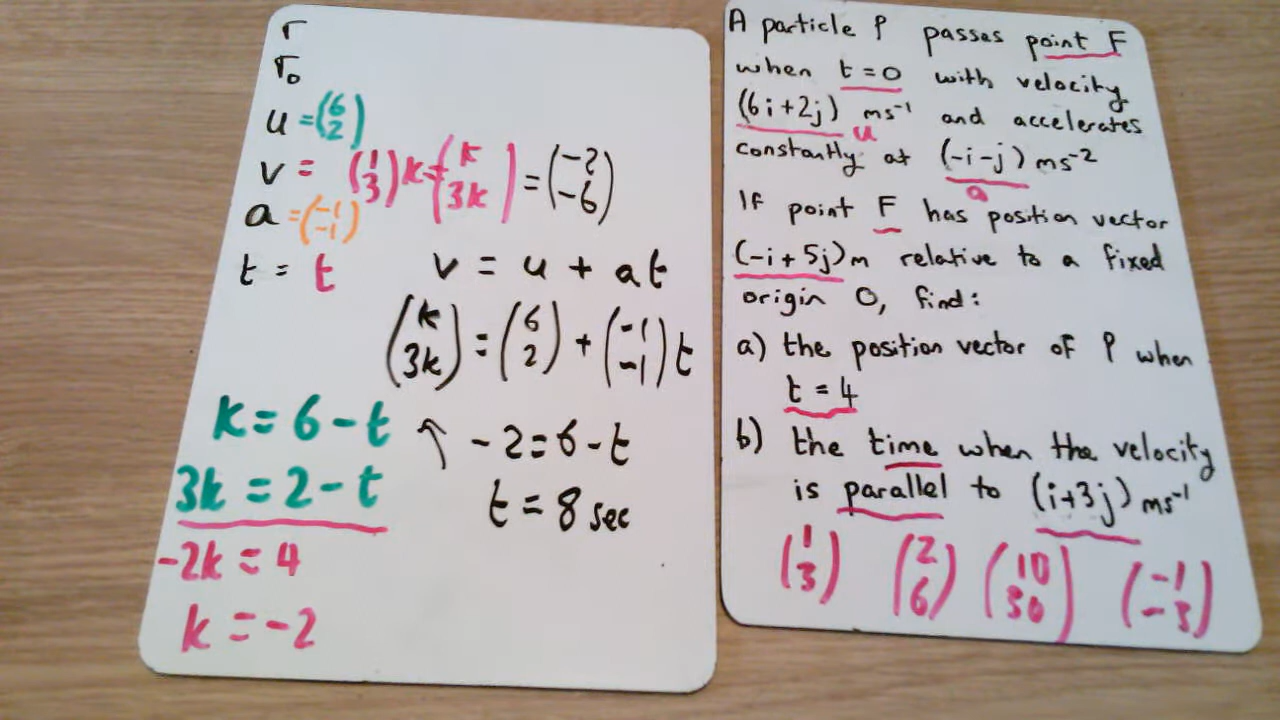 r
r₀
u = (6 2)
v = (1 3)k = (k 3k) = (-2 -6)
a = (-1 -1)
t = t
v = u + at
(k 3k) = (6 2) + (-1 -1)t
k = 6 - t
3k = 2 - t
-2k = 4
k = -2
-2 = 6 - t
t = 8 sec
A particle P passes point F
when t = 0 with velocity
(6i + 2j) ms⁻¹ and accelerates
u
constantly at (-i - j) ms⁻²
a
If point F has position vector
(-i + 5j)m relative to a fixed
origin O, find:
a) the position vector of P when
t = 4
b) the time when the velocity
is parallel to (i + 3j) ms⁻¹
(1 3) (2 6) (10 30) (-1 -3)